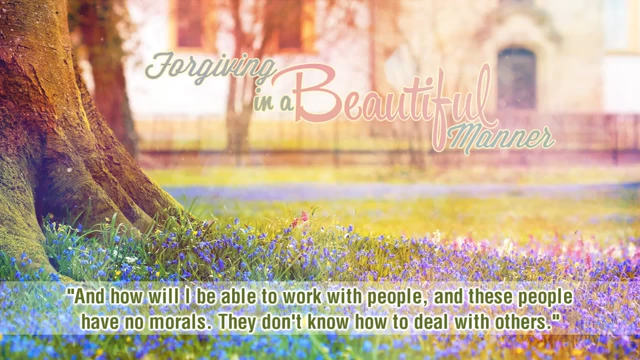 Forgiving
in a Beautiful
Manner
"And how will I be able to work with people, and these people
have no morals. They don't know how to deal with others."